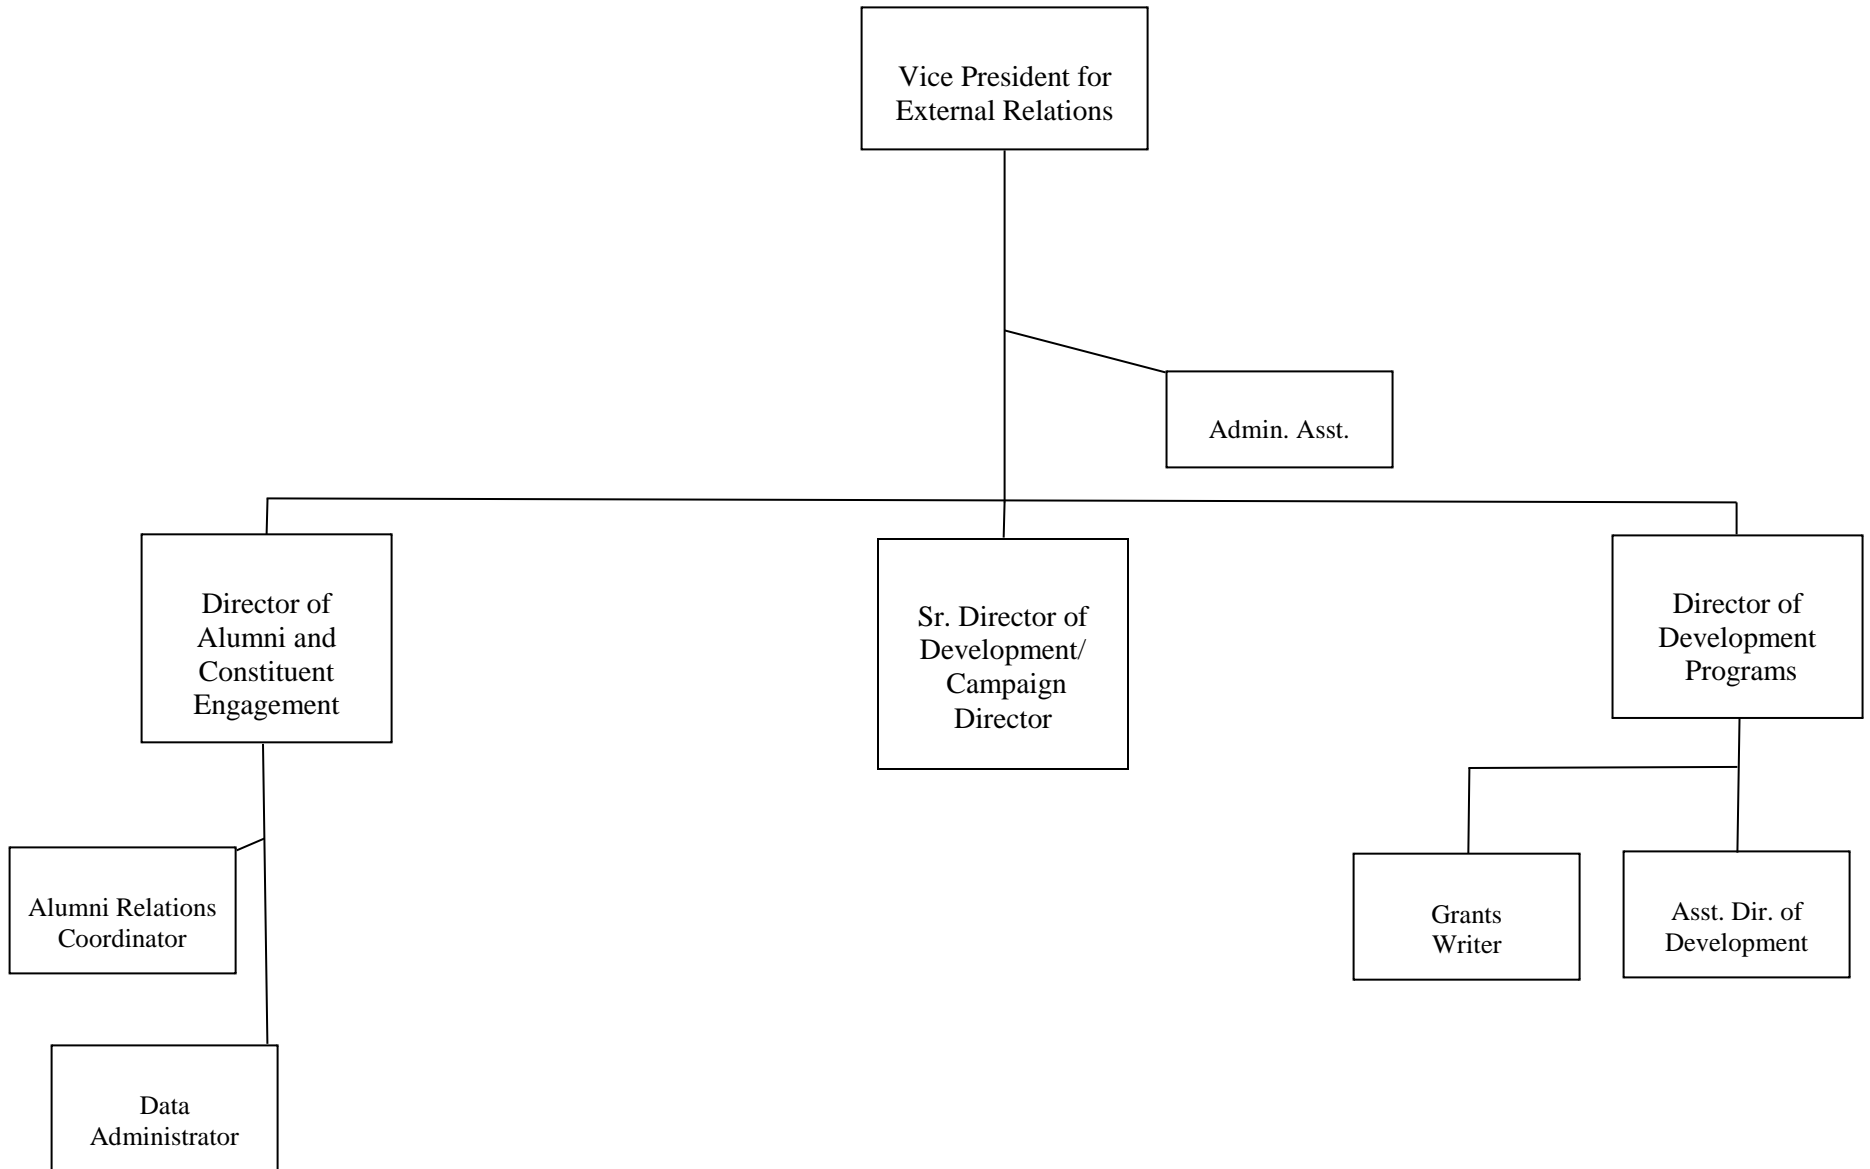 Vice President for
External Relations
Admin. Asst.
Director of
Alumni and
Constituent
Engagement
Sr. Director of
Development/
Campaign
Director
Director of
Development
Programs
Alumni Relations
Coordinator
Grants
Writer
Asst. Dir. of
Development
Data
Administrator